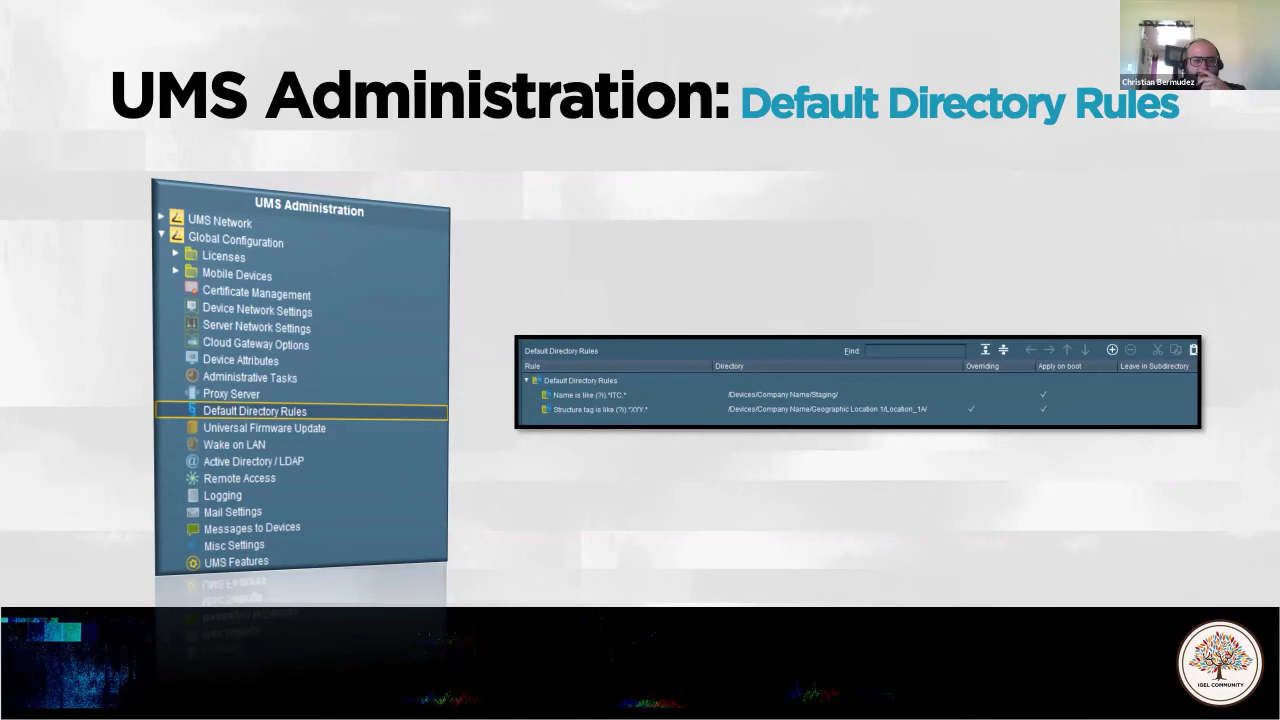 Christian Bermudez
UMS Administration: Default Directory Rules
UMS Administration
UMS Network
Global Configuration
Licenses
Mobile Devices
Certificate Management
Device Network Settings
Server Network Settings
Cloud Gateway Options
Device Attributes
Administrative Tasks
Proxy Server
Default Directory Rules
Universal Firmware Update
Wake on LAN
Active Directory / LDAP
Remote Access
Logging
Mail Settings
Messages to Devices
Misc Settings
UMS Features
Default Directory Rules Find:
Rule Directory Overriding Apply on boot Leave in Subdirectory
Default Directory Rules
Name is like (?i).*ITC.* /Devices/Company Name/Staging/
Structure tag is like (?i) *XYY.* /Devices/Company Name/Geographic Location 1/Location_1A/
IGEL COMMUNITY